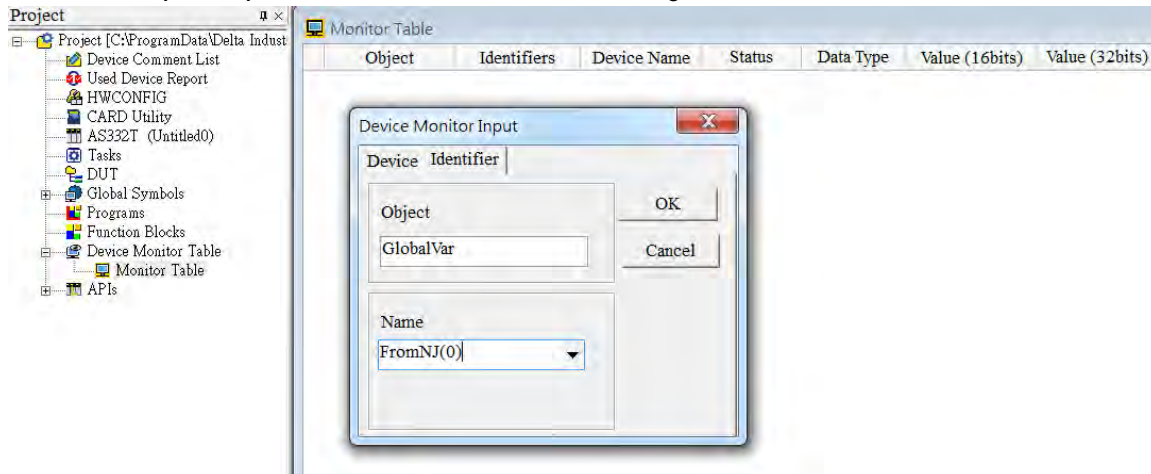 Project
Project [C:\ProgramData\Delta Indust
Device Comment List
Used Device Report
HWCONFIG
CARD Utility
AS332T (Untitled0)
Tasks
DUT
Global Symbols
Programs
Function Blocks
Device Monitor Table
Monitor Table
APIs
Monitor Table
Object Identifiers Device Name Status Data Type Value (16bits) Value (32bits)
Device Monitor Input
Device Identifier
Object
GlobalVar
OK
Cancel
Name
FromNJ(0)